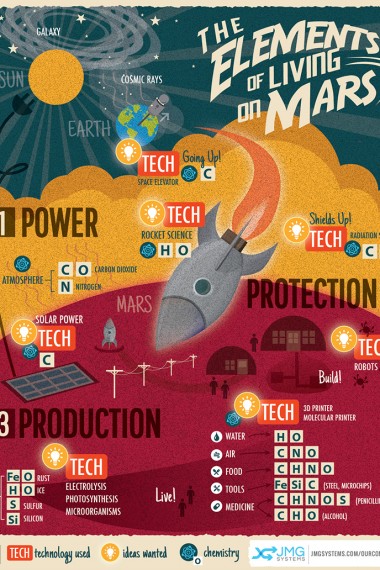 THE
ELEMENTS
OF LIVING
ON MARS
GALAXY
SUN
COSMIC RAYS
EARTH
TECH Going Up!
SPACE ELEVATOR C
1 POWER
TECH
ROCKET SCIENCE
H O
Shields Up!
TECH
RADIATION S
C
ATMOSPHERE
C O CARBON DIOXIDE
N NITROGEN
MARS
PROTECTION
SOLAR POWER
TECH
C
TEC
ROBOTS
Build!
3 PRODUCTION
TECH
3D PRINTER
MOLECULAR PRINTER
WATER H O
AIR C N O
FOOD C H N O
TOOLS Fe Si C (STEEL, MICROCHIPS)
MEDICINE C H N O S (PENICILLI
C H O (ALCOHOL)
Fe O RUST
H O ICE
S SULFUR
Si SILICON
TECH
ELECTROLYSIS
PHOTOSYNTHESIS
MICROORGANISMS
Live!
TECH technology used
ideas wanted
chemistry
JMG
SYSTEMS
JMGSYSTEMS.COM/OURCO